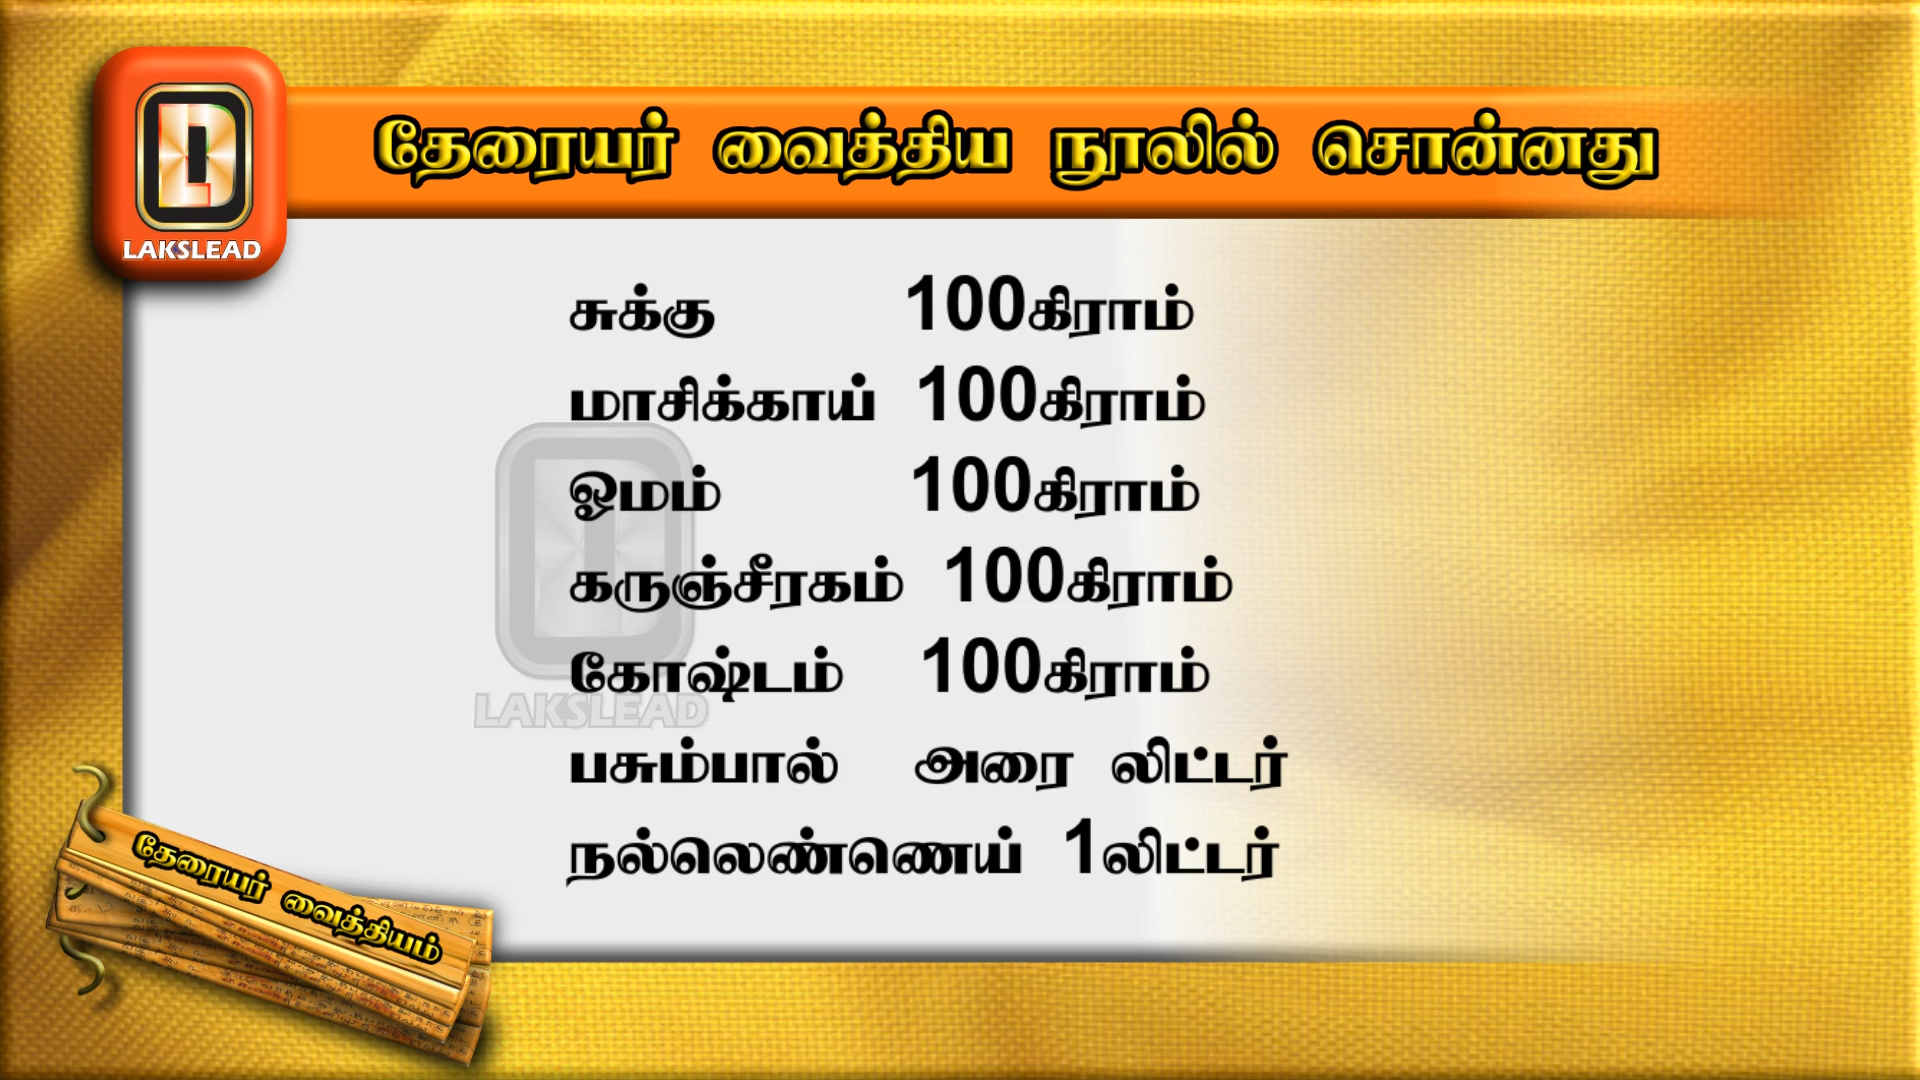 தேரையர் வைத்திய நூலில் சொன்னது
LAKSLEAD
சுக்கு 100கிராம்
மாசிக்காய் 100கிராம்
ஓமம் 100கிராம்
கருஞ்சீரகம் 100கிராம்
கோஷ்டம் 100கிராம்
LAKSLEAD
பசும்பால் அரை லிட்டர்
நல்லெண்ணெய் 1லிட்டர்
தேரையர் வைத்தியம்